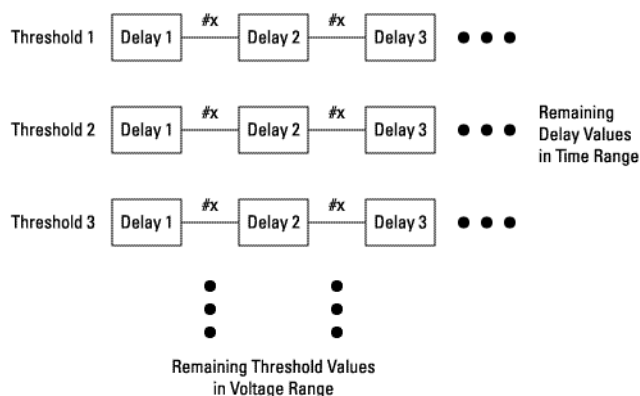 #x #x
Threshold 1 Delay 1 Delay 2 Delay 3
#x #x
Threshold 2 Delay 1 Delay 2 Delay 3
Remaining
Delay Values
in Time Range
#x #x
Threshold 3 Delay 1 Delay 2 Delay 3
Remaining Threshold Values
in Voltage Range